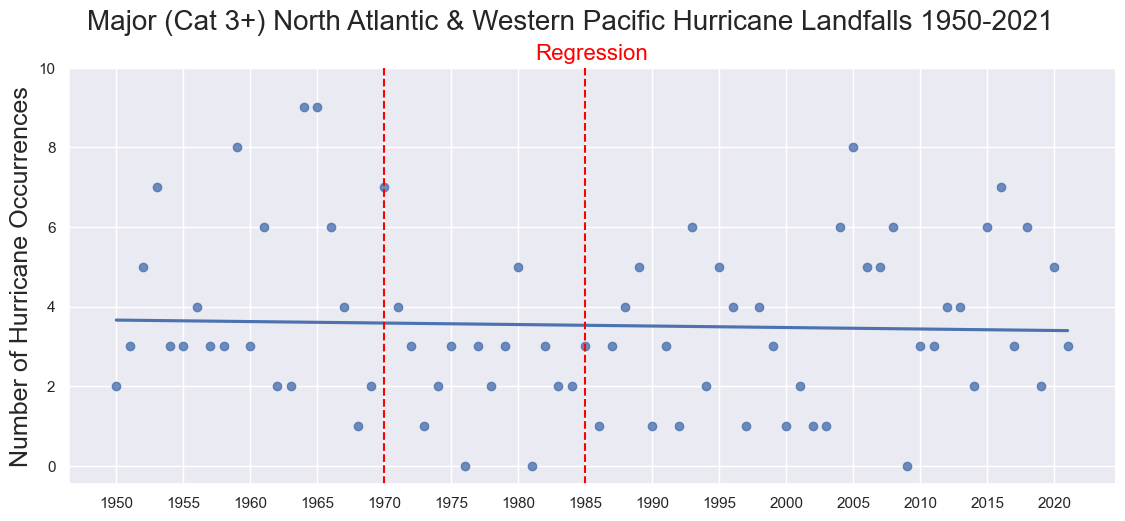 Major (Cat 3+) North Atlantic & Western Pacific Hurricane Landfalls 1950-2021
Regression
Number of Hurricane Occurrences
10
8
6
4
2
0
1950 1955 1960 1965 1970 1975 1980 1985 1990 1995 2000 2005 2010 2015 2020